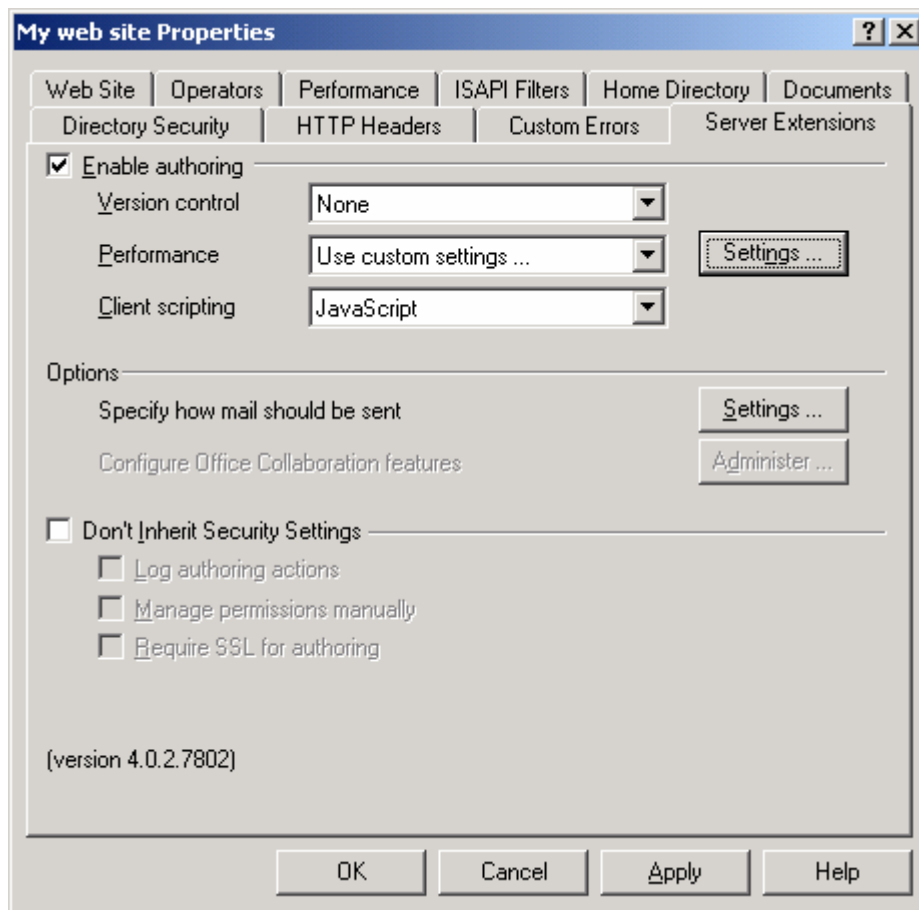 My web site Properties
Web Site Operators Performance ISAPI Filters Home Directory Documents
Directory Security HTTP Headers Custom Errors Server Extensions
Enable authoring
Version control None
Performance Use custom settings ... Settings ...
Client scripting JavaScript
Options
Specify how mail should be sent Settings ...
Configure Office Collaboration features Administer ...
Don't Inherit Security Settings
Log authoring actions
Manage permissions manually
Require SSL for authoring
(version 4.0.2.7802)
OK Cancel Apply Help